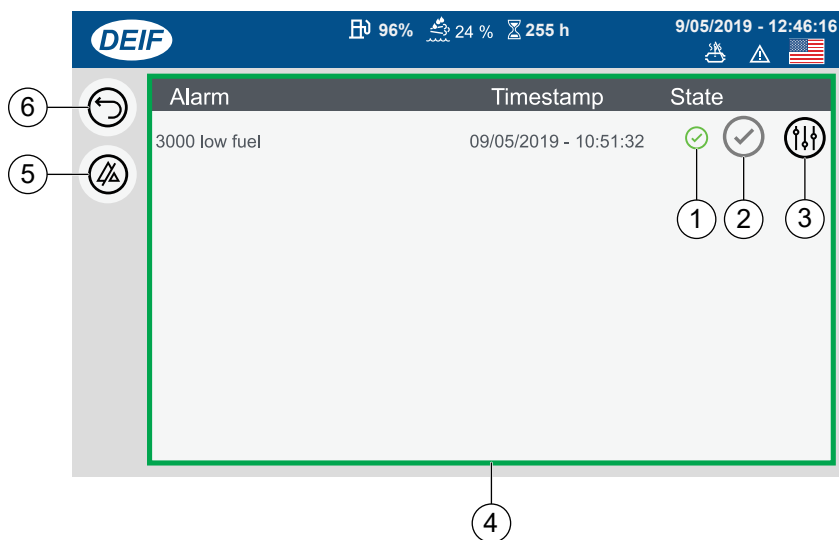 DEIF 96% 24 % 255 h 9/05/2019 - 12:46:16
Alarm Timestamp State
6
3000 low fuel 09/05/2019 - 10:51:32
5
1 2 3
4